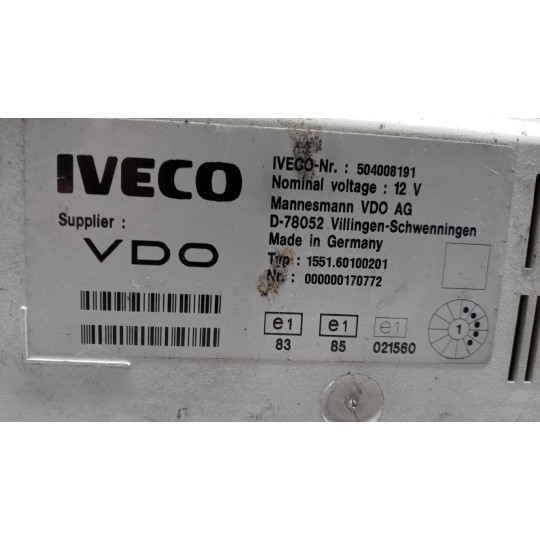 IVECO
Supplier :
VDO
IVECO-Nr. : 504008191
Nominal voltage : 12 V
Mannesmann VDO AG
D-78052 Villingen-Schwenningen
Made in Germany
Typ : 1551.60100201
Nr. : 000000170772
e1 e1 e1
83 85 021560
1